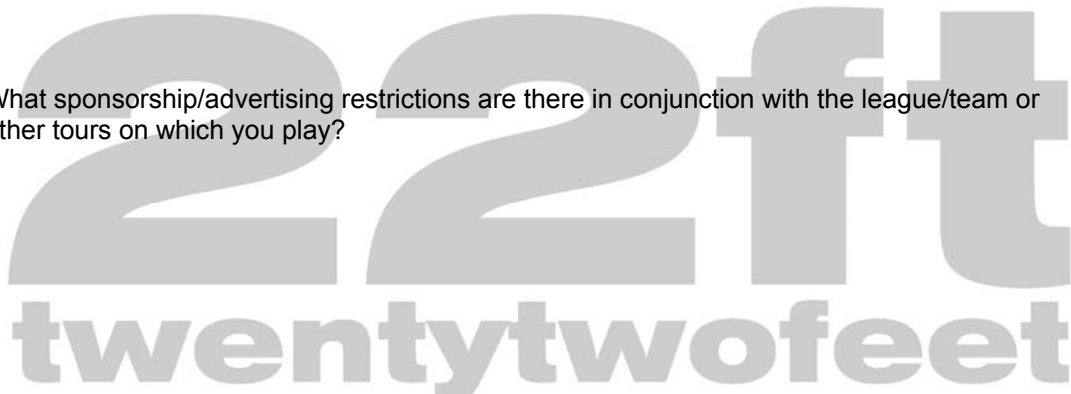 What sponsorship/advertising restrictions are there in conjunction with the league/team or
ther tours on which you play?
22ft
twentytwofeet